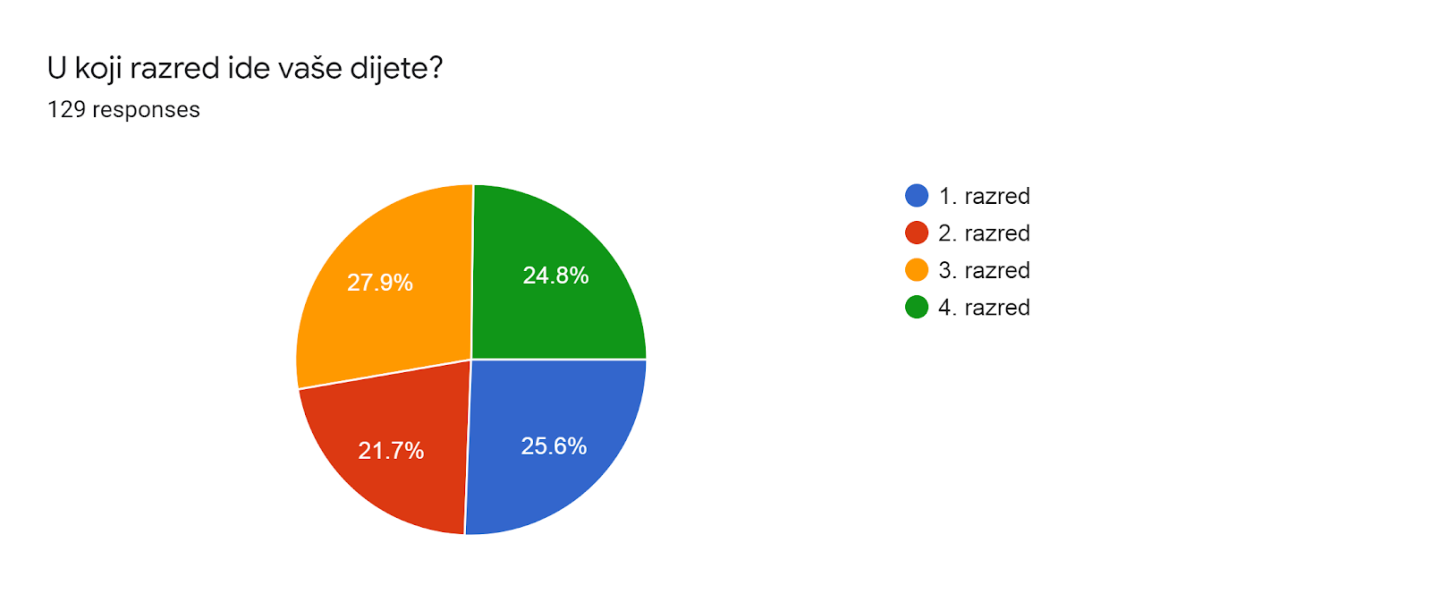 U koji razred ide vaše dijete?
129 responses
27.9%
24.8%
21.7%
25.6%
1. razred
2. razred
3. razred
4. razred